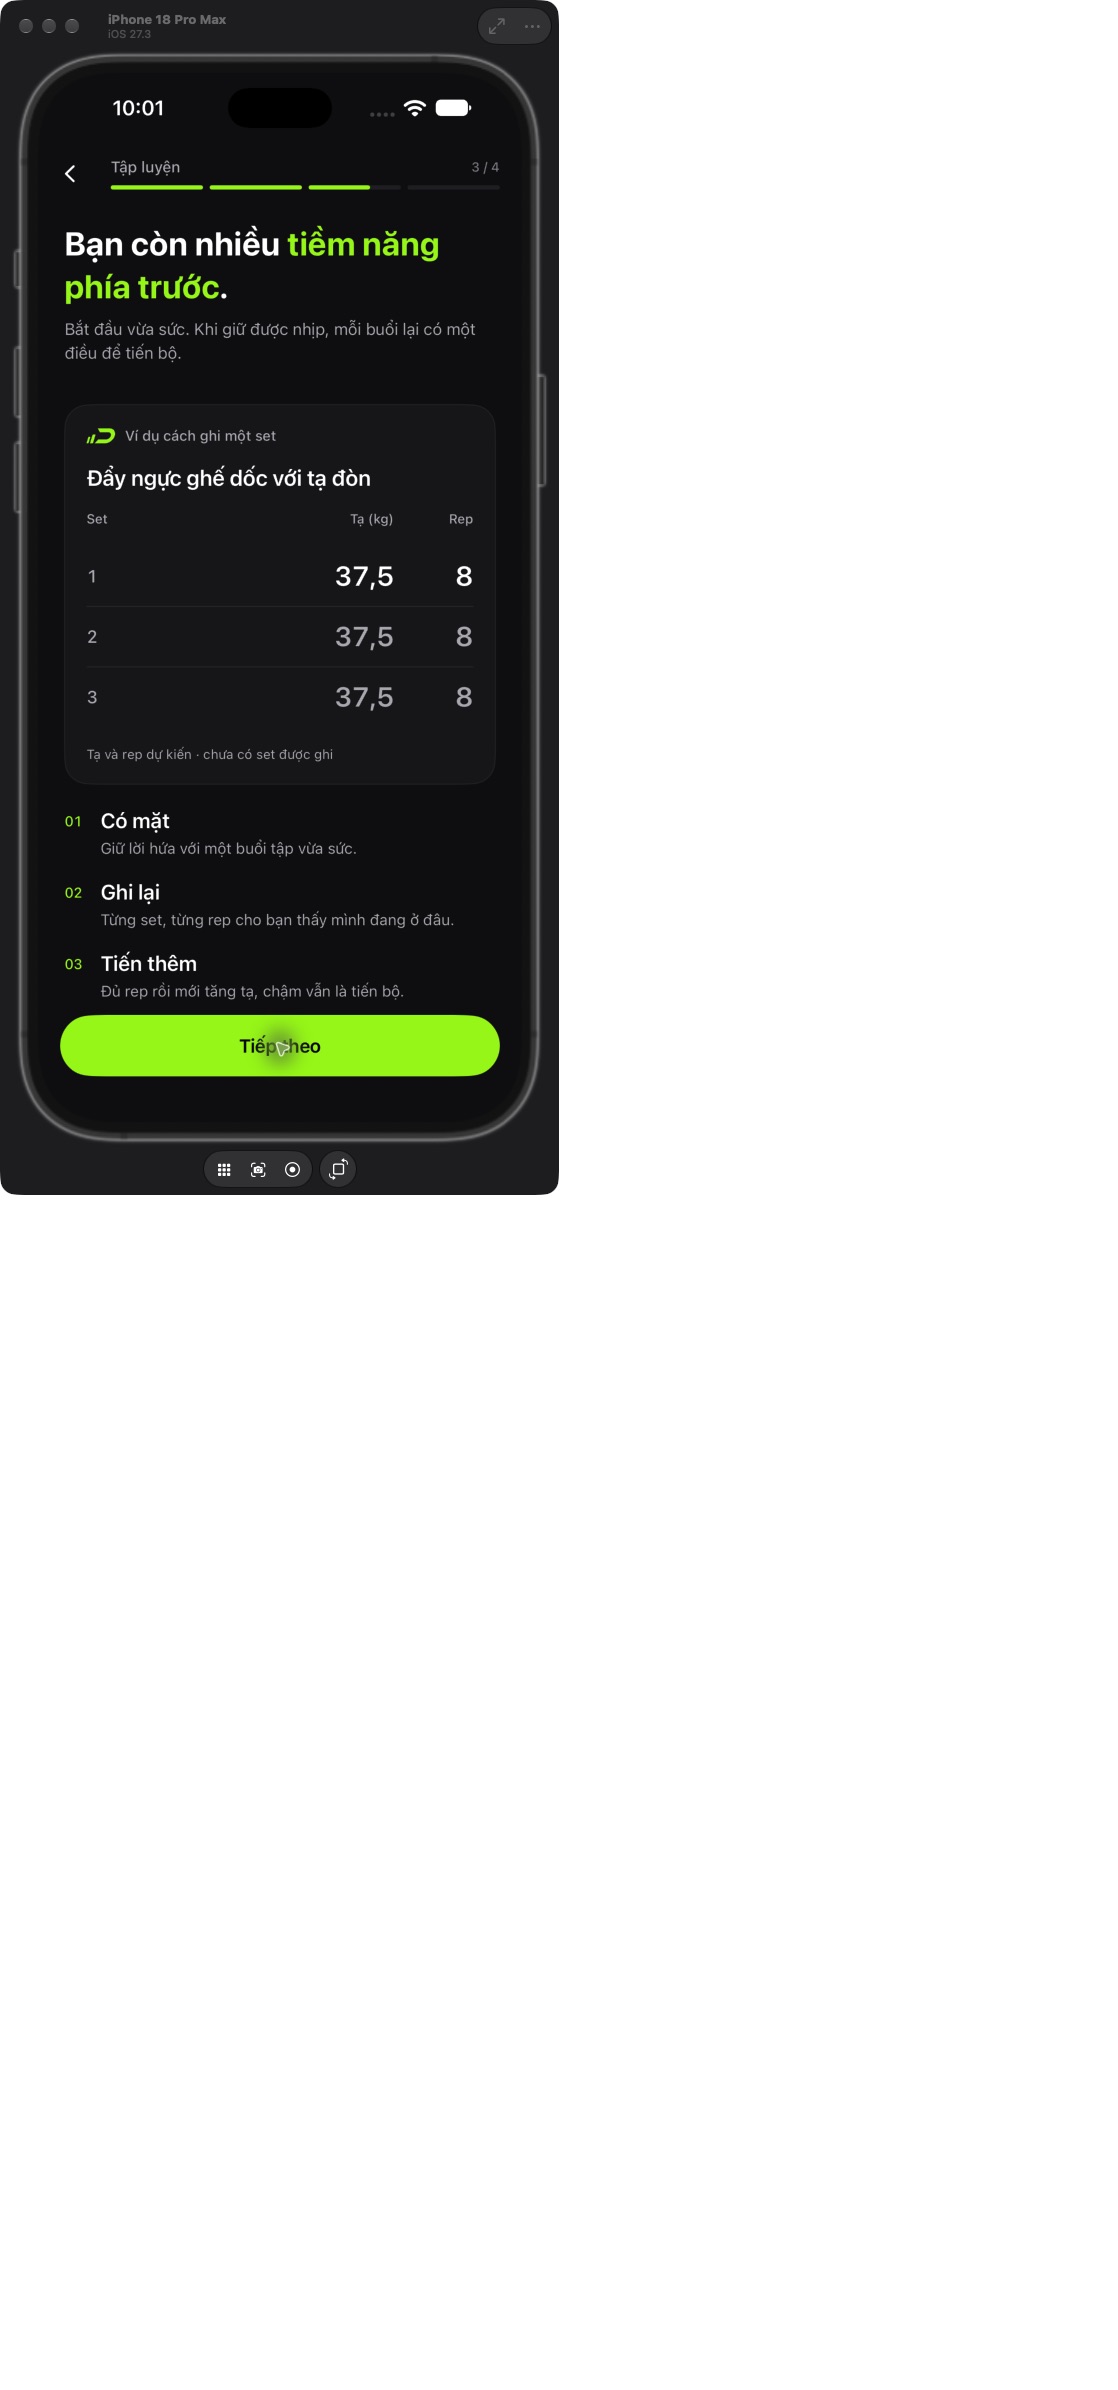 iPhone 18 Pro Max
iOS 27.3
10:01
Tập luyện
3 / 4
Bạn còn nhiều tiềm năng
phía trước.
Bắt đầu vừa sức. Khi giữ được nhịp, mỗi buổi lại có một
điều để tiến bộ.
Ví dụ cách ghi một set
Đẩy ngực ghế dốc với tạ đòn
Set Tạ (kg) Rep
1 37,5 8
2 37,5 8
3 37,5 8
Tạ và rep dự kiến · chưa có set được ghi
01 Có mặt
Giữ lời hứa với một buổi tập vừa sức.
02 Ghi lại
Từng set, từng rep cho bạn thấy mình đang ở đâu.
03 Tiến thêm
Đủ rep rồi mới tăng tạ, chậm vẫn là tiến bộ.
Tiếp theo